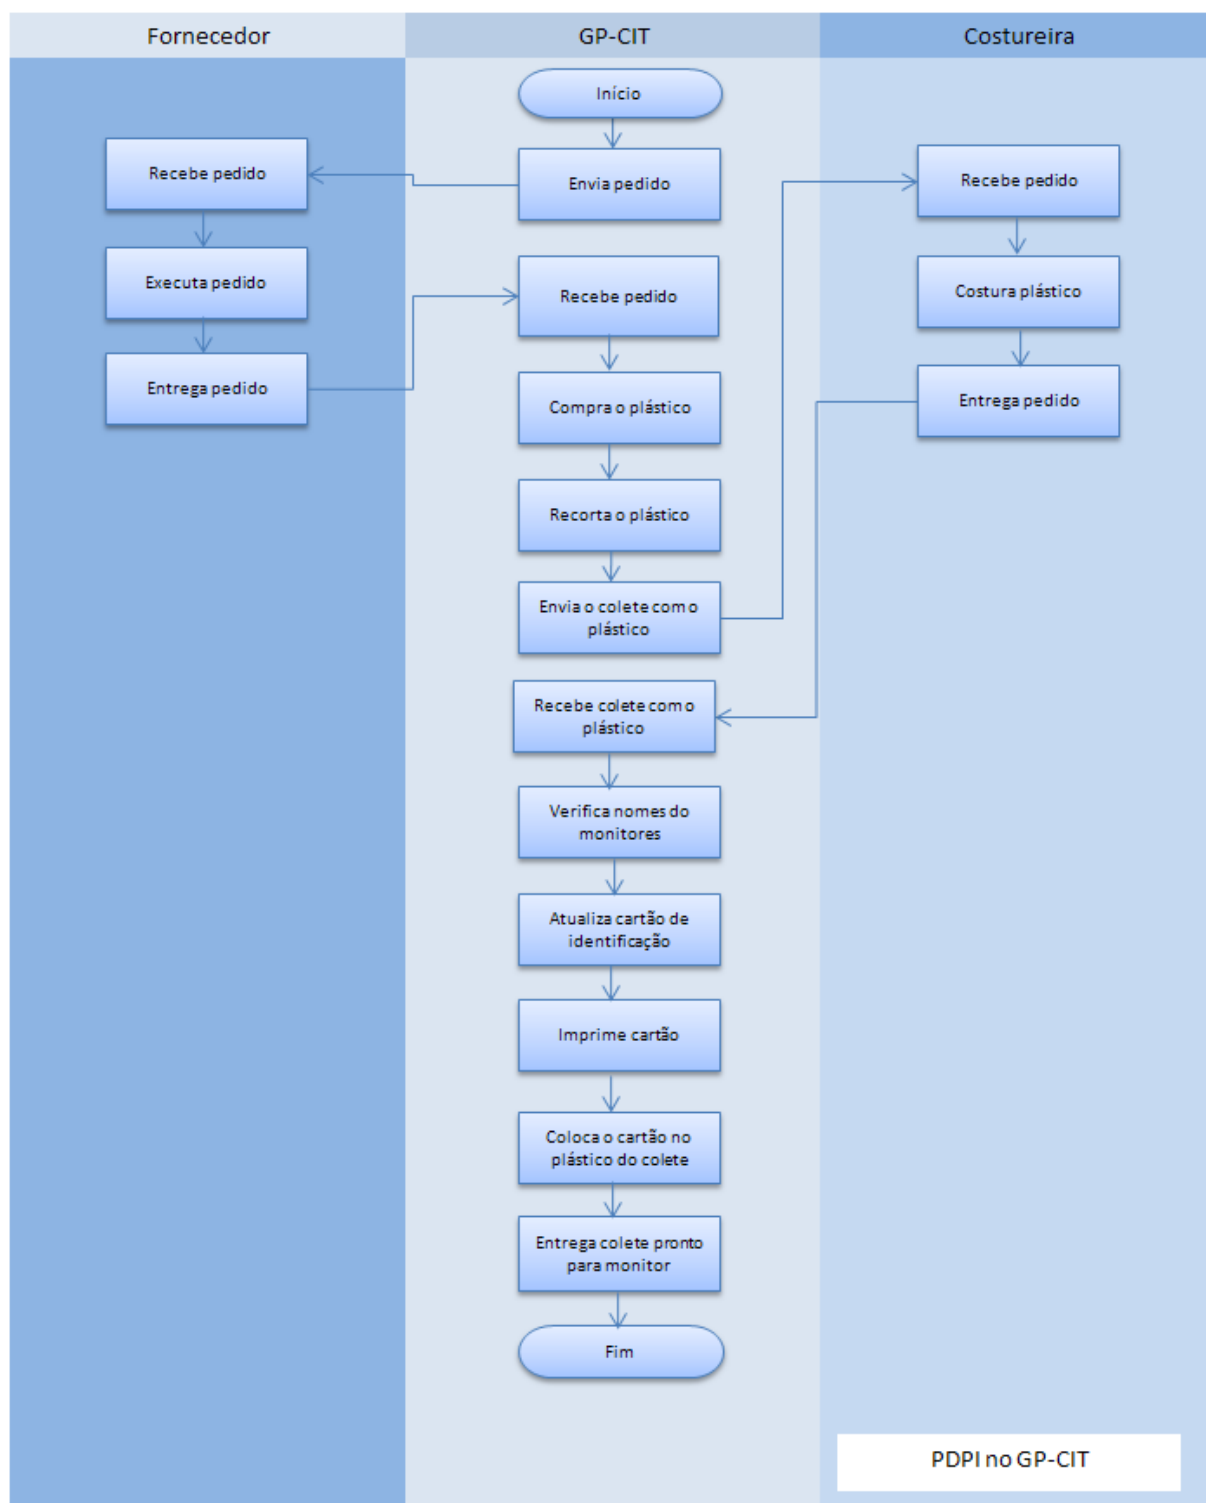 Fornecedor
GP-CIT
Costureira
Início
Recebe pedido
Envia pedido
Recebe pedido
Executa pedido
Recebe pedido
Costura plástico
Entrega pedido
Compra o plástico
Entrega pedido
Recorta o plástico
Envia o colete com o
plástico
Recebe colete com o
plástico
Verifica nomes do
monitores
Atualiza cartão de
identificação
Imprime cartão
Coloca o cartão no
plástico do colete
Entrega colete pronto
para monitor
Fim
PDPI no GP-CIT